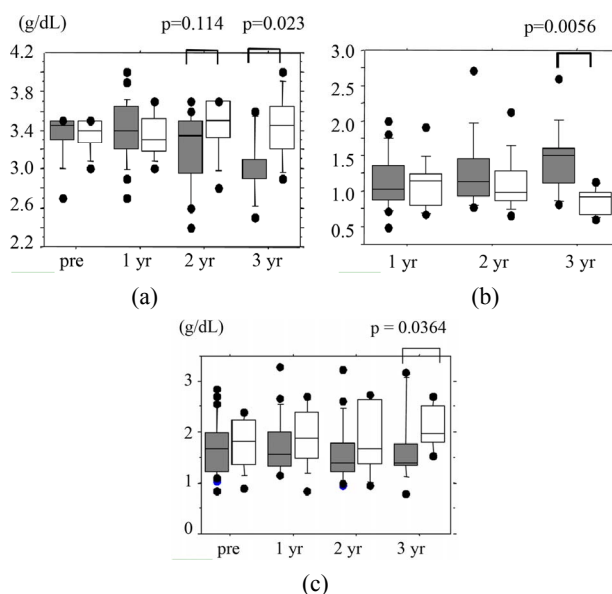 (g/dL) p=0.114 p=0.023
4.2
3.8
3.4
3.0
2.6
2.2
pre 1 yr 2 yr 3 yr
(a)
p=0.0056
3.0
2.5
2.0
1.5
1.0
0.5
1 yr 2 yr 3 yr
(b)
(g/dL) p = 0.0364
3
2
1
0
pre 1 yr 2 yr 3 yr
(c)